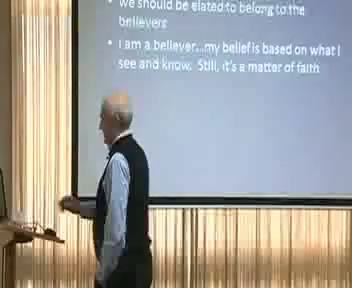 • we should be elated to belong to the
believers
• I am a believer...my belief is based on what I
see and know. Still, it's a matter of faith